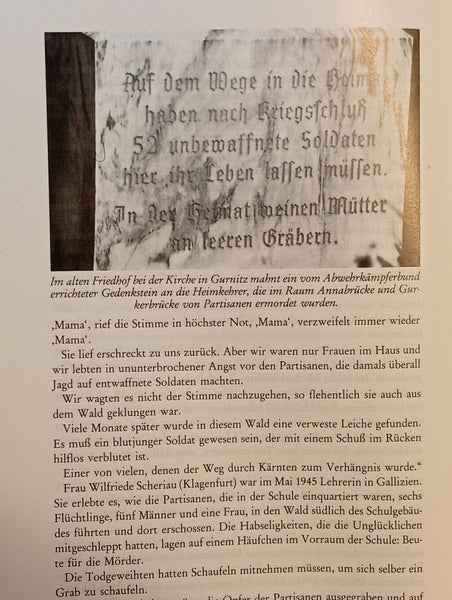 Auf dem Wege in die Heimat
haben nach Kriegsschluß
52 unbewaffnete Soldaten
hier ihr Leben lassen müssen.
In der Heimat weinen Mütter
an leeren Gräbern.
Im alten Friedhof bei der Kirche in Gurnitz mahnt ein vom Abwehrkämpferbund
errichteter Gedenkstein an die Heimkehrer, die im Raum Annabrücke und Gur-
kerbrücke von Partisanen ermordet wurden.
‚Mama‘, rief die Stimme in höchster Not, ‚Mama‘, verzweifelt immer wieder
‚Mama‘.
Sie lief erschreckt zu uns zurück. Aber wir waren nur Frauen im Haus und
wir lebten in ununterbrochener Angst vor den Partisanen, die damals überall
Jagd auf entwaffnete Soldaten machten.
Wir wagten es nicht der Stimme nachzugehen, so flehentlich sie auch aus
dem Wald geklungen war.
Viele Monate später wurde in diesem Wald eine verweste Leiche gefunden.
Es muß ein blutjunger Soldat gewesen sein, der mit einem Schuß im Rücken
hilflos verblutet ist.
Einer von vielen, denen der Weg durch Kärnten zum Verhängnis wurde.“
Frau Wilfriede Scheriau (Klagenfurt) war im Mai 1945 Lehrerin in Gallizien.
Sie erlebte es, wie die Partisanen, die in der Schule einquartiert waren, sechs
Flüchtlinge, fünf Männer und eine Frau, in den Wald südlich des Schulgebäu-
des führten und dort erschossen. Die Habseligkeiten, die die Unglücklichen
mitgeschleppt hatten, lagen auf einem Häufchen im Vorraum der Schule: Beu-
te für die Mörder.
Die Todgeweihten hatten Schaufeln mitnehmen müssen, um sich selber ein
Grab zu schaufeln.
die Opfer der Partisanen ausgegraben und auf